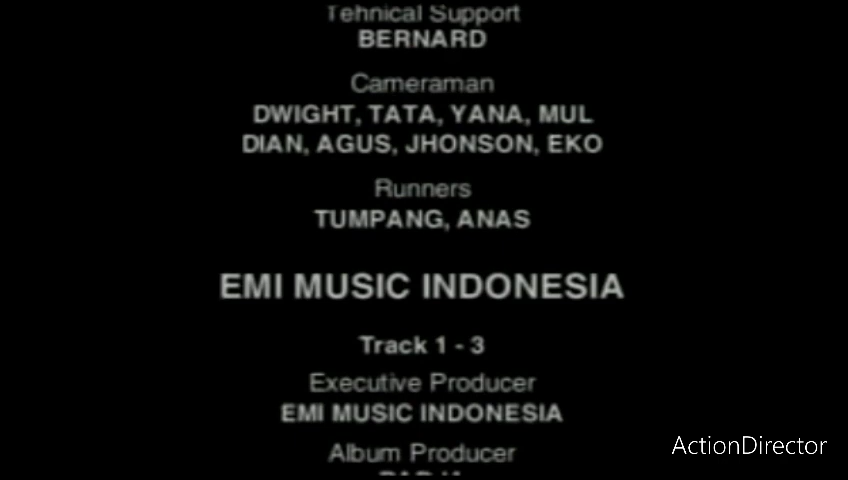 Tehnical Support
BERNARD
Cameraman
DWIGHT, TATA, YANA, MUL
DIAN, AGUS, JHONSON, EKO
Runners
TUMPANG, ANAS
EMI MUSIC INDONESIA
Track 1 - 3
Executive Producer
EMI MUSIC INDONESIA
Album Producer
ActionDirector